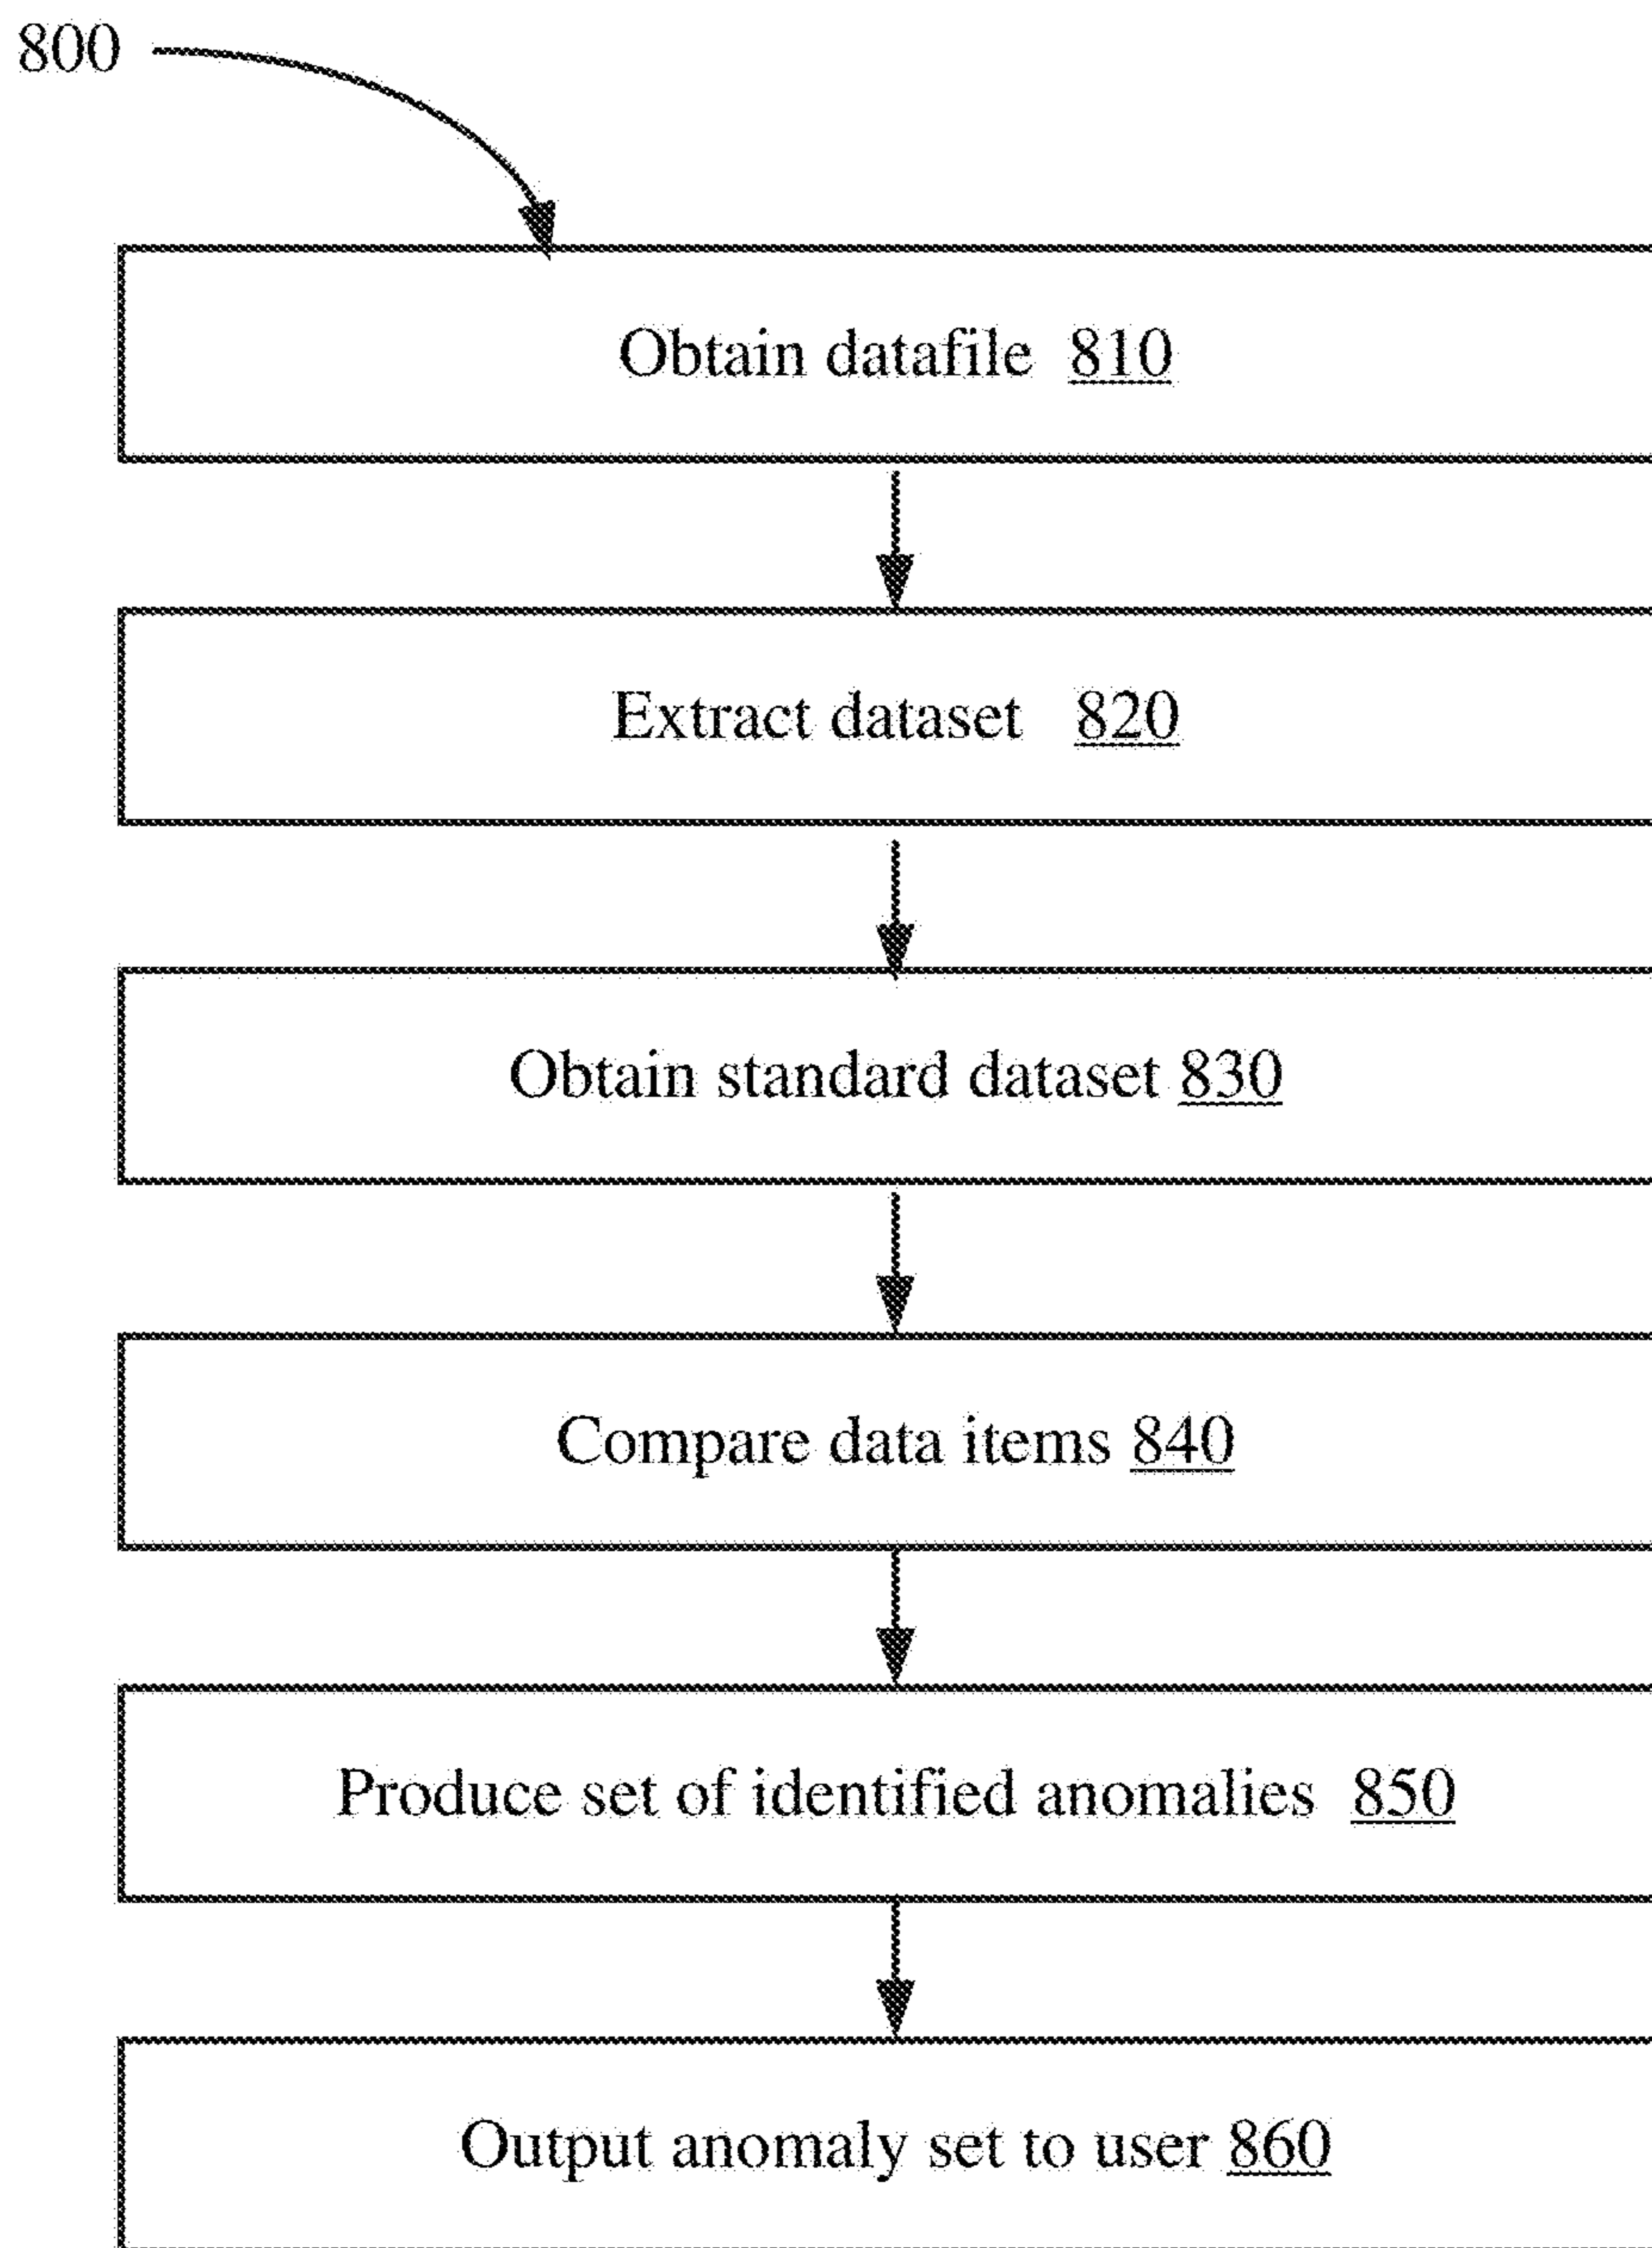 800
Obtain datafile 810
Extract dataset 820
Obtain standard dataset 830
Compare data items 840
Produce set of identified anomalies 850
Output anomaly set to user 860